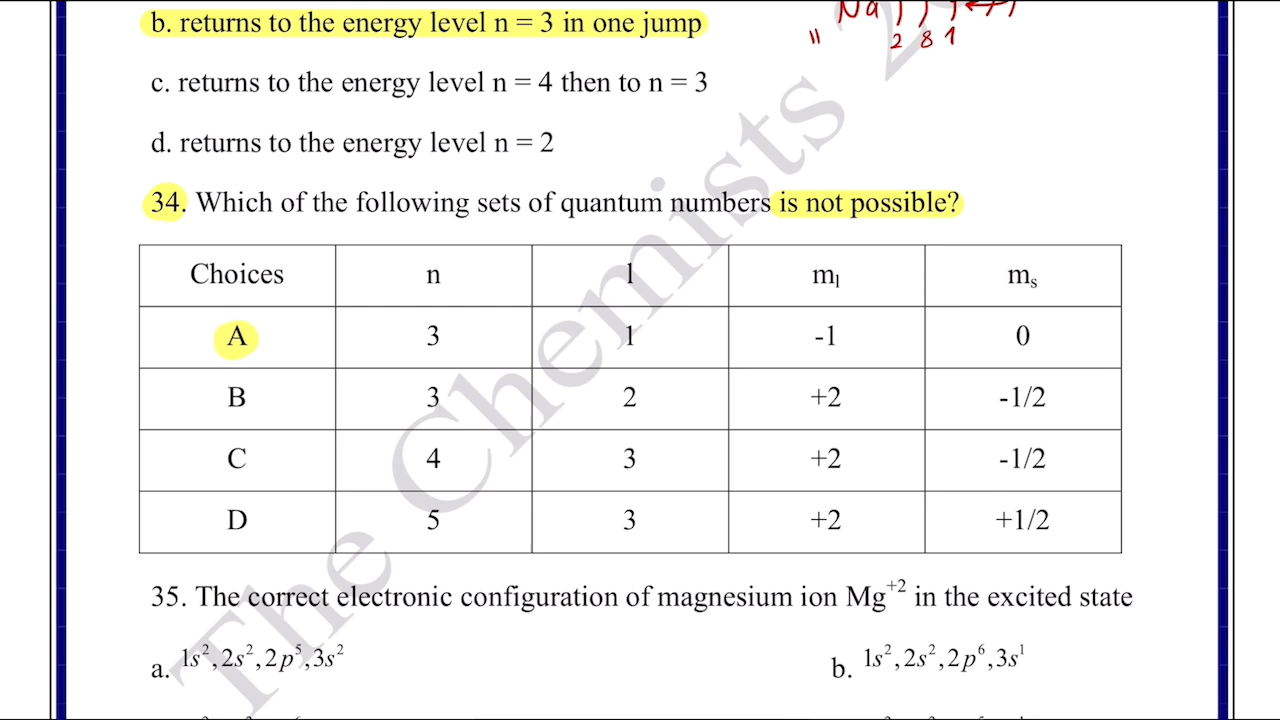 b. returns to the energy level n = 3 in one jump
Na ) ) )
11 2 8 1
c. returns to the energy level n = 4 then to n = 3
d. returns to the energy level n = 2
34. Which of the following sets of quantum numbers is not possible?
Choices n l mₗ mₛ
A 3 1 -1 0
B 3 2 +2 -1/2
C 4 3 +2 -1/2
D 5 3 +2 +1/2
35. The correct electronic configuration of magnesium ion Mg⁺² in the excited state
a. 1s²,2s²,2p⁵,3s² b. 1s²,2s²,2p⁶,3s¹
The Chemists 2